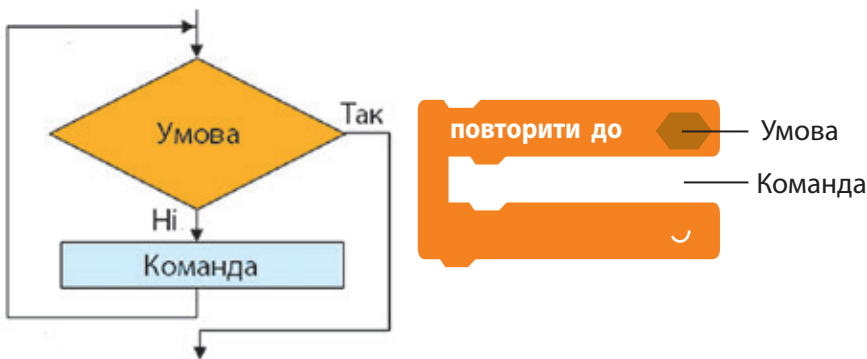 Умова
Так
Ні
Команда
повторити до
Умова
Команда